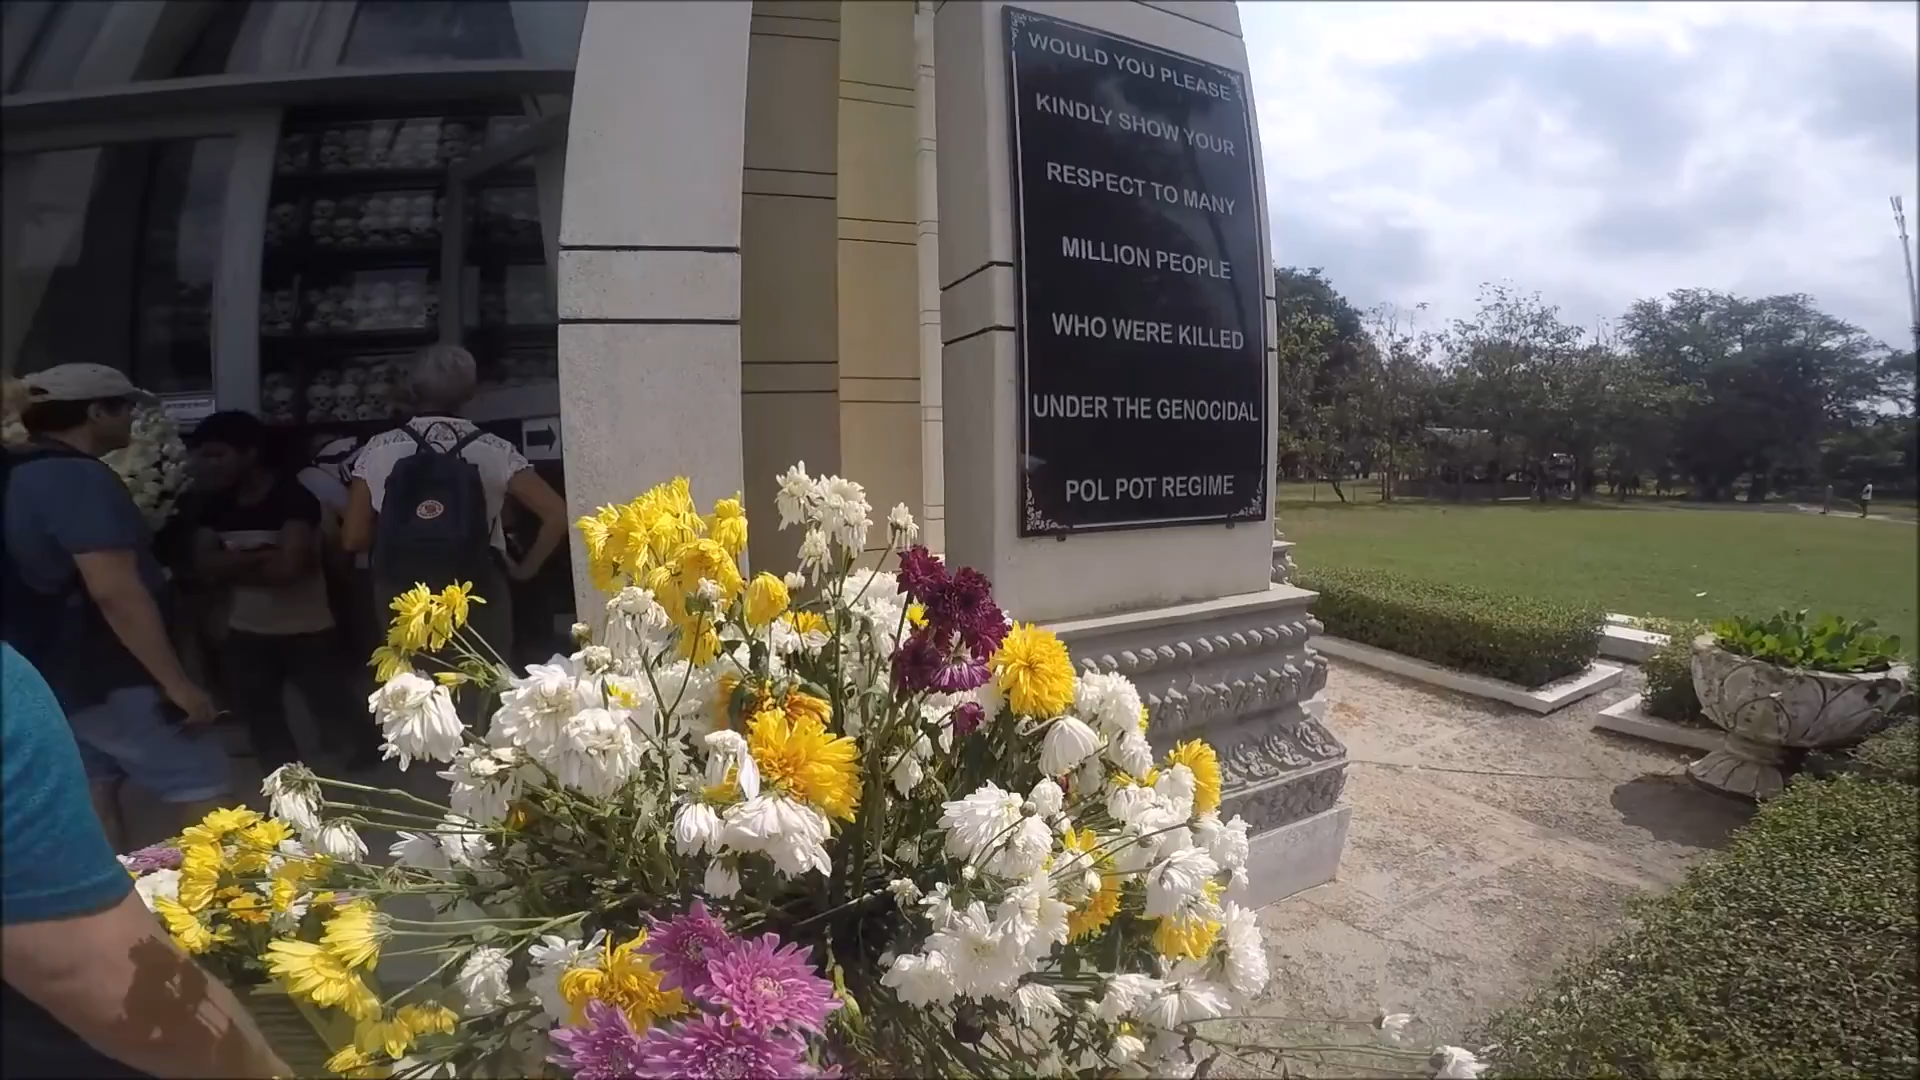 WOULD YOU PLEASE
KINDLY SHOW YOUR
RESPECT TO MANY
MILLION PEOPLE
WHO WERE KILLED
UNDER THE GENOCIDAL
POL POT REGIME